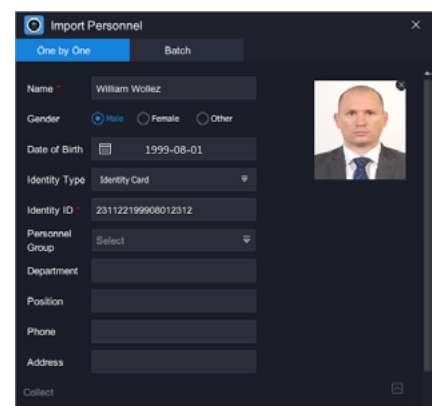 Import Personnel
One by One Batch
Name * William Wollez
Gender Male Female Other
Date of Birth 1999-08-01
Identity Type Identity Card
Identity ID * 231122199908012312
Personnel Group Select
Department
Position
Phone
Address
Collect